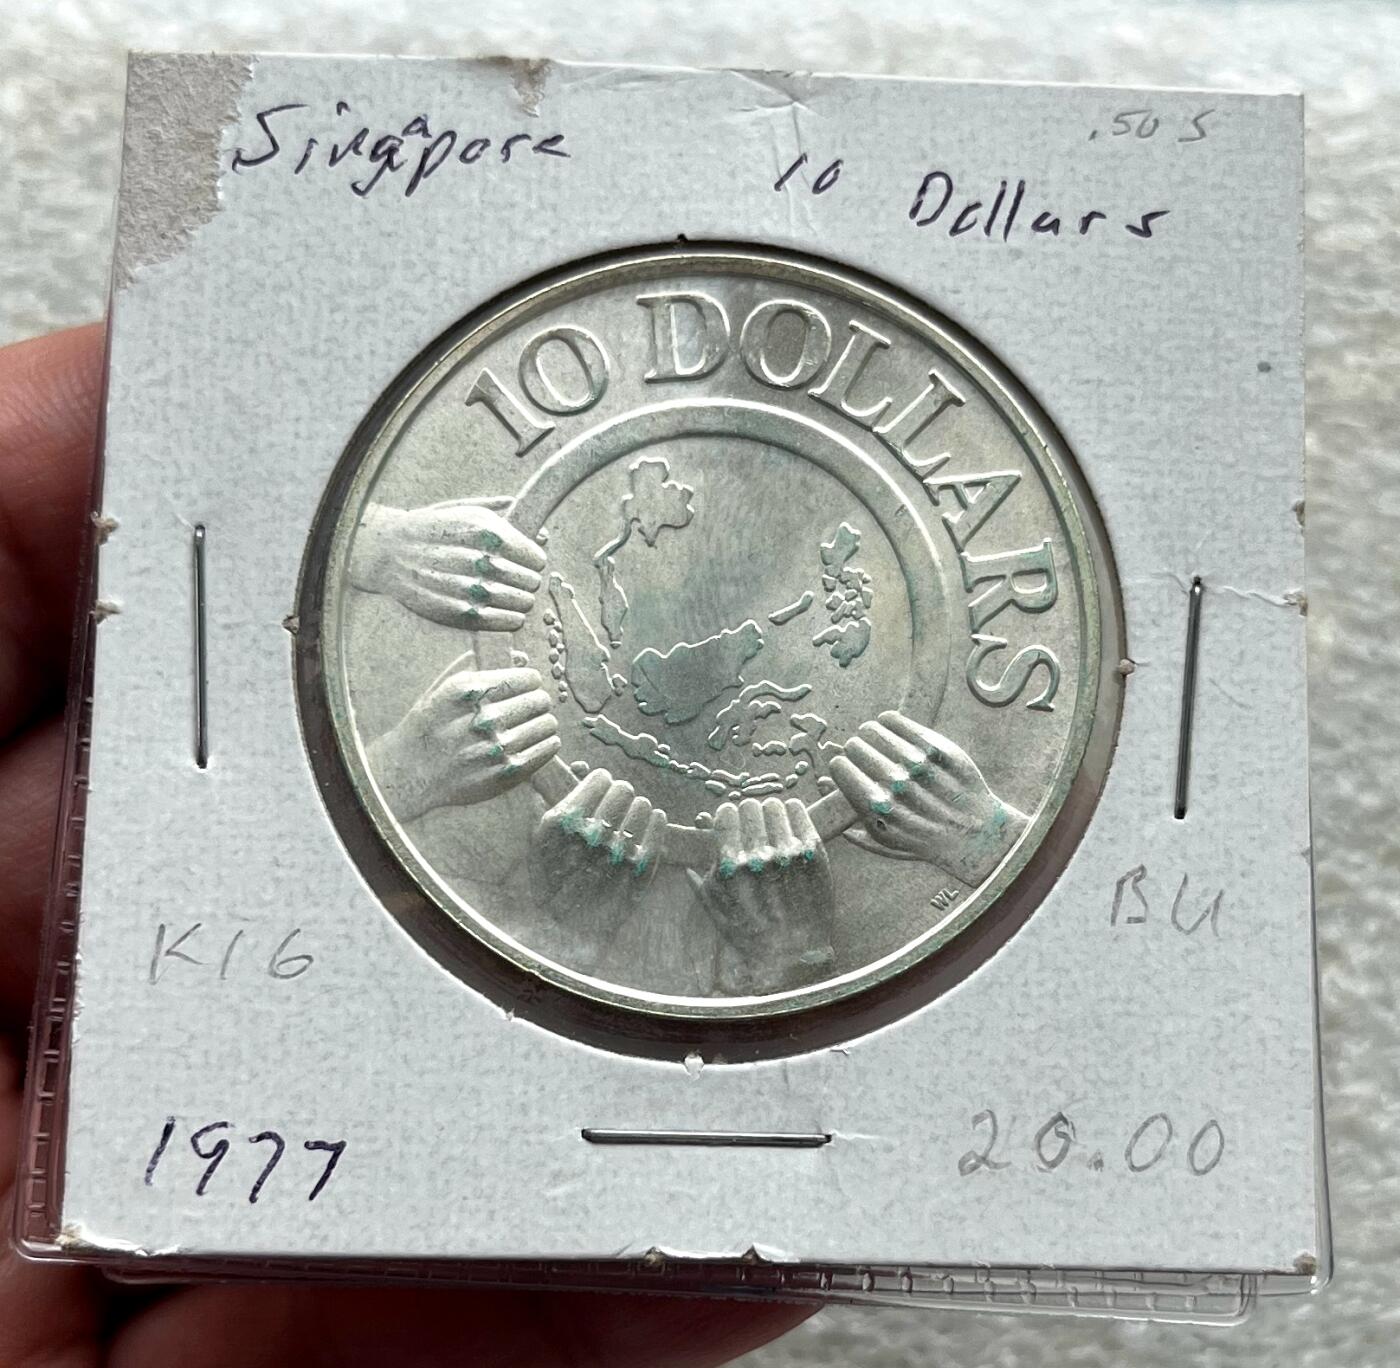 .50 S
Singapore 10 Dollars
10 DOLLARS
WL
K16
BU
1977
20.00